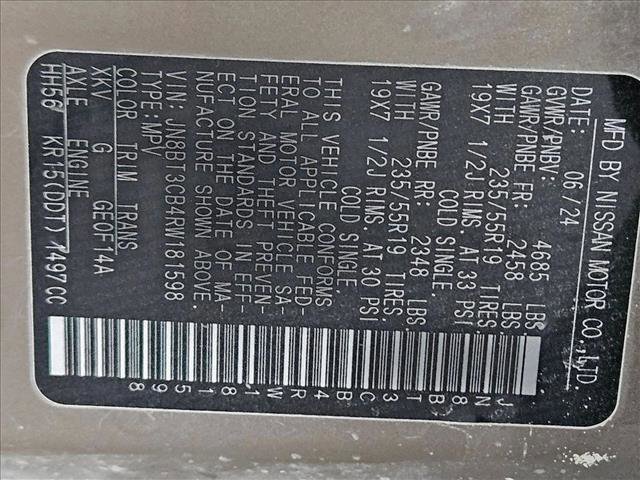 MFD BY NISSAN MOTOR CO., LTD.
06/24
GVWR/PNBV: 4685 LBS
GAWR/PNBE FR: 2458 LBS
WITH 235/55R19 TIRES
19X7 1/2J RIMS. AT 33 PSI
COLD SINGLE.
GAWR/PNBE RR: 2348 LBS
WITH 235/55R19 TIRES.
19X7 1/2J RIMS. AT 30 PSI
COLD SINGLE.
THIS VEHICLE CONFORMS
TO ALL APPLICABLE FED-
ERAL MOTOR VEHICLE SA-
FETY AND THEFT PREVEN-
TION STANDARDS IN EFF-
ECT ON THE DATE OF MA-
NUFACTURE SHOWN ABOVE.
VIN: JN8BT3CB4RW181598
TYPE: MPV
COLOR TRIM TRANS
XKV G GE0F14A
AXLE ENGINE
HH56 KR15(DDT) 1497CC
JN8BT3CB4RW181598